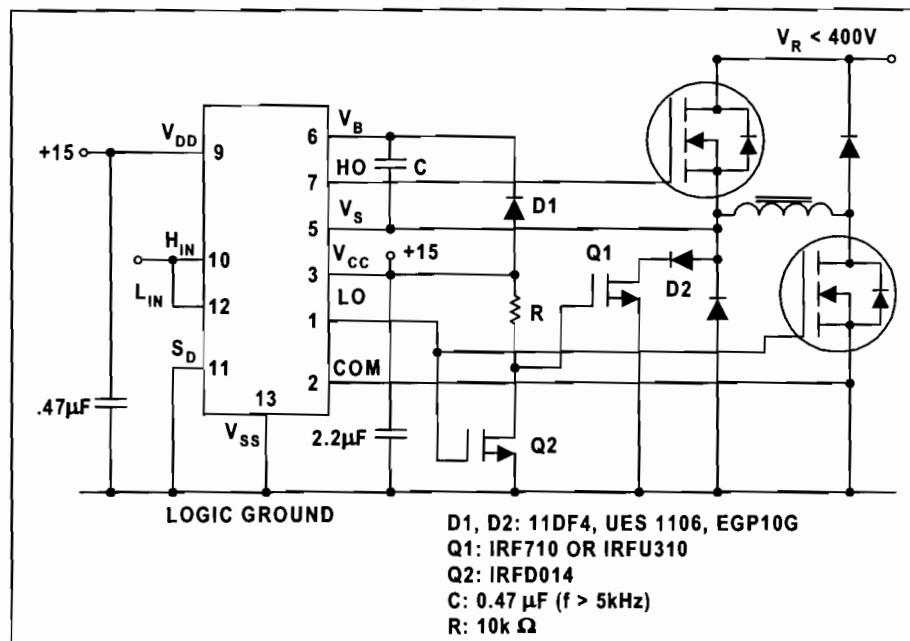 V_R < 400V
V_B
6
V_DD
+15
9
HO
C
7
D1
V_S
5
H_IN
V_CC
+15
10
3
Q1
L_IN
LO
R
D2
12
1
S_D
COM
11
2
13
.47µF
V_SS
2.2µF
Q2
LOGIC GROUND
D1, D2: 11DF4, UES 1106, EGP10G
Q1: IRF710 OR IRFU310
Q2: IRFD014
C: 0.47 µF (f > 5kHz)
R: 10k Ω